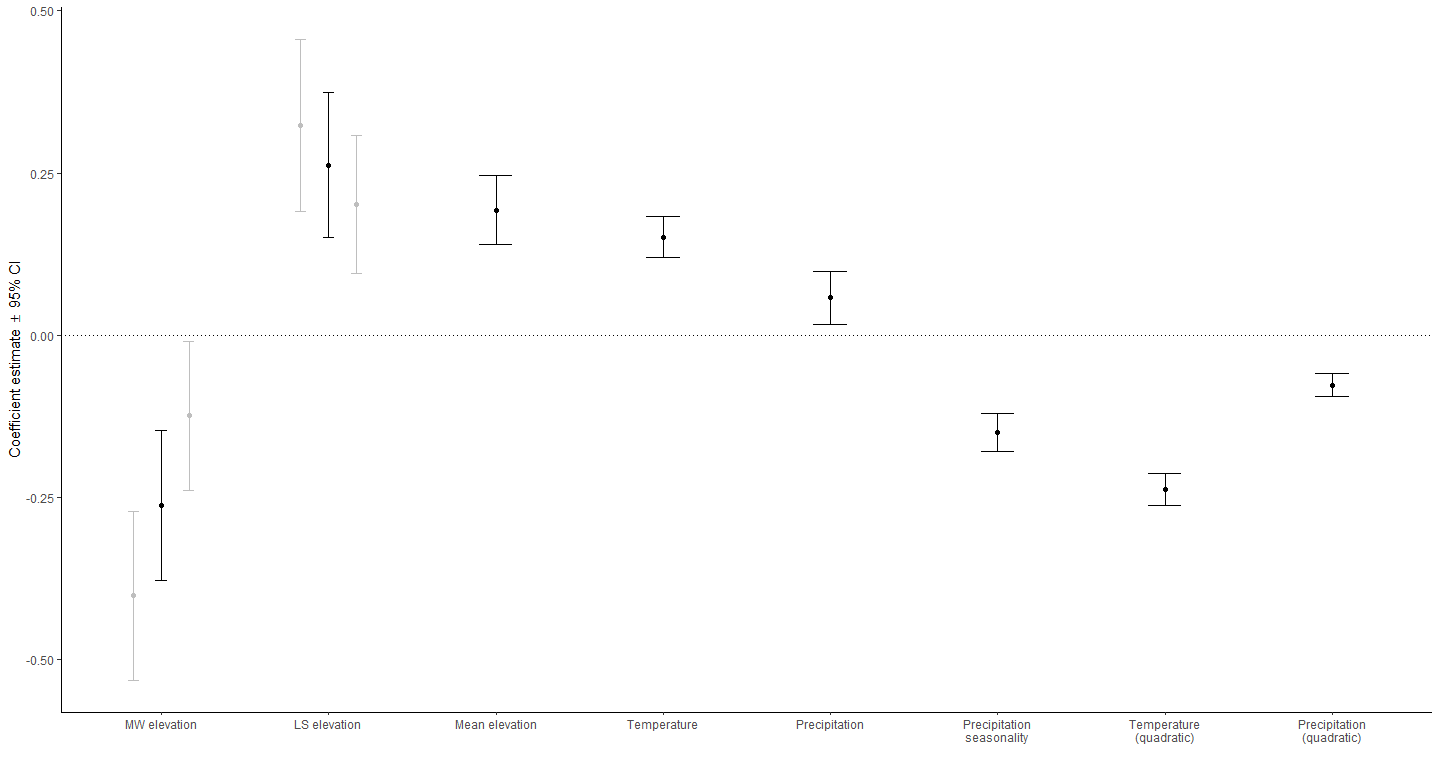 0.50
0.25
0.00
-0.25
-0.50
Coefficient estimate ± 95% CI
MW elevation
LS elevation
Mean elevation
Temperature
Precipitation
Precipitation
seasonality
Temperature
(quadratic)
Precipitation
(quadratic)